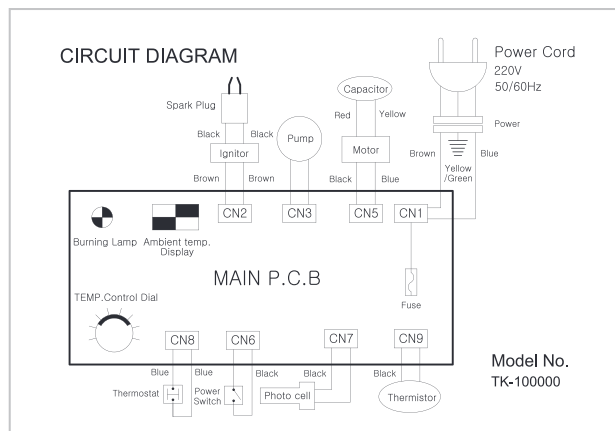 CIRCUIT DIAGRAM
Power Cord
220V
50/60Hz
Spark Plug
Capacitor
Red
Yellow
Power
Black
Black
Pump
Ignitor
Motor
Brown
Blue
Yellow
/Green
Brown
Brown
Black
Blue
CN2
CN3
CN5
CN1
Burning Lamp
Ambient temp.
Display
MAIN P.C.B
Fuse
TEMP.Control Dial
CN8
CN6
CN7
CN9
Blue
Blue
Black
Black
Black
Thermostat
Power
Switch
Photo cell
Thermistor
Model No.
TK-100000